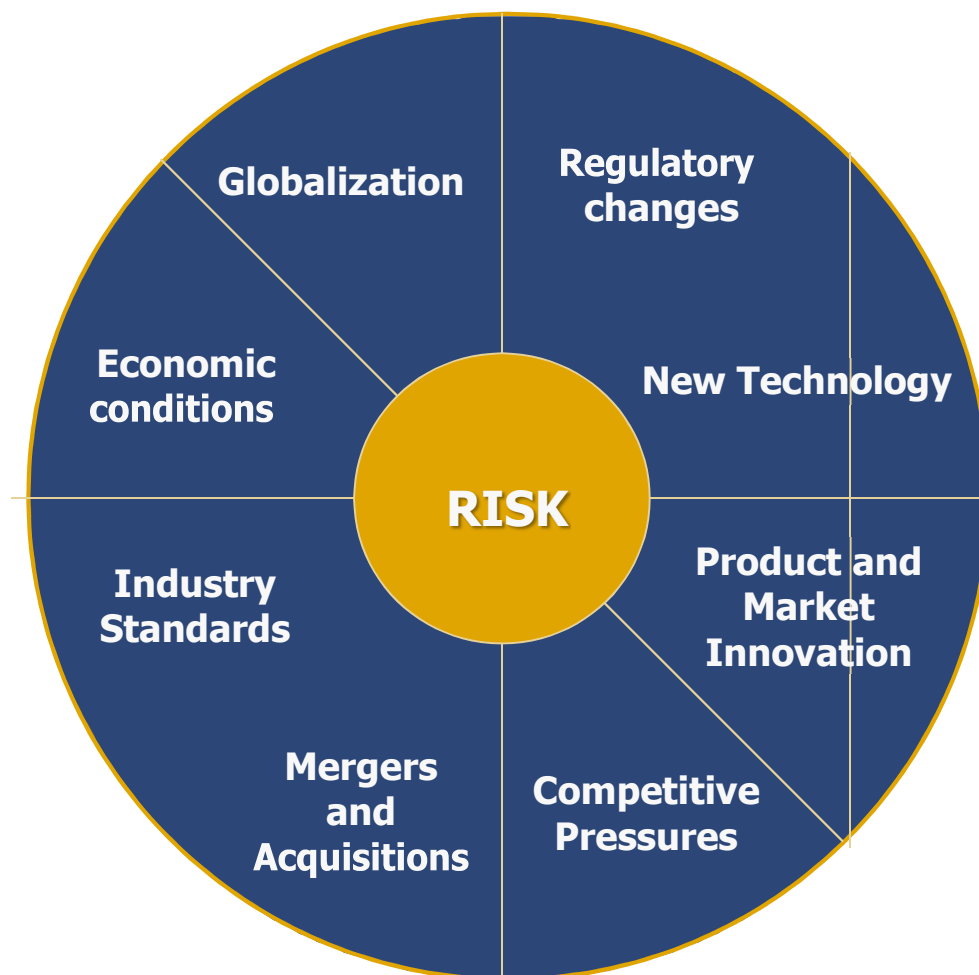 Globalization
Regulatory
changes
Economic
conditions
New Technology
RISK
Industry
Standards
Product and
Market
Innovation
Mergers
and
Acquisitions
Competitive
Pressures